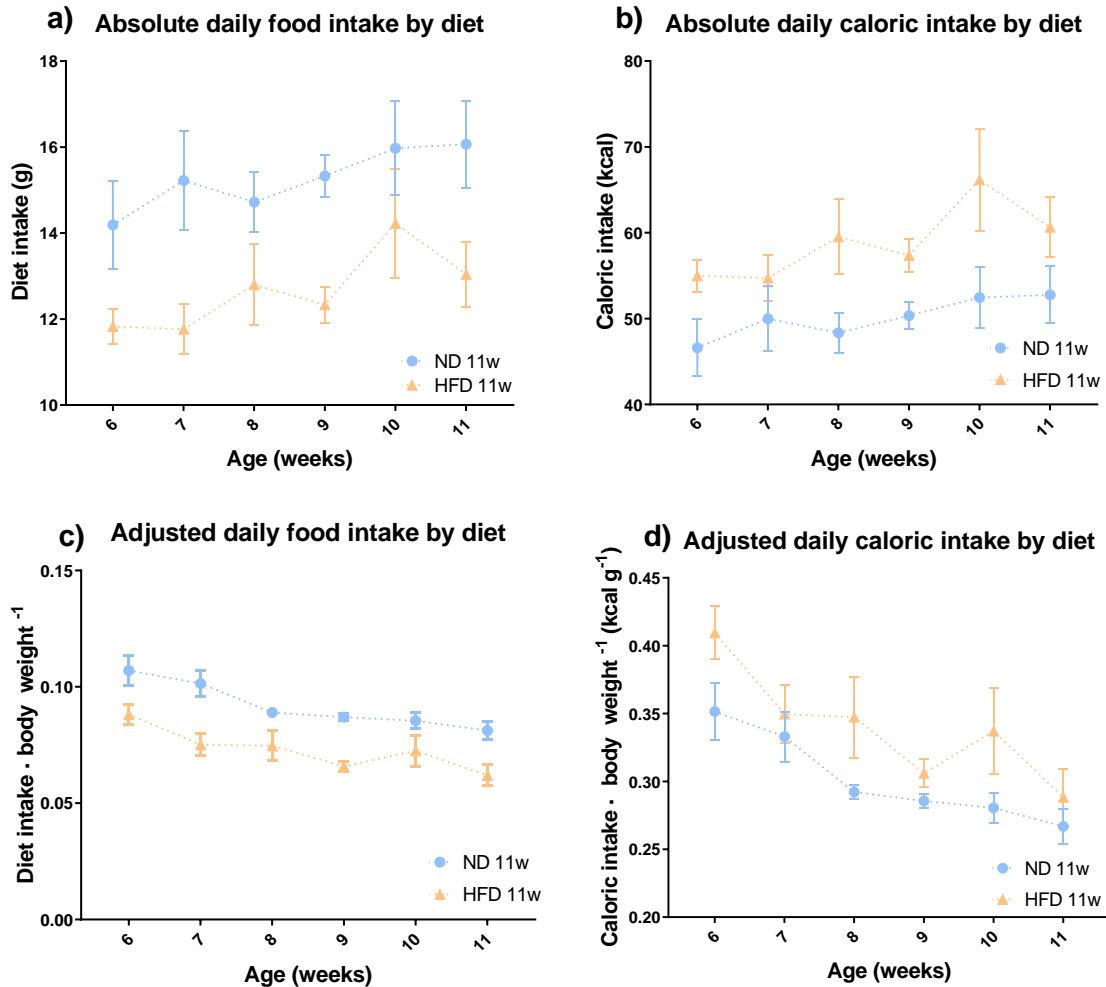 a) Absolute daily food intake by diet
18
16
14
12
10
Diet intake (g)
6 7 8 9 10 11
Age (weeks)
ND 11w
HFD 11w
b) Absolute daily caloric intake by diet
80
70
60
50
40
Caloric intake (kcal)
6 7 8 9 10 11
Age (weeks)
ND 11w
HFD 11w
c) Adjusted daily food intake by diet
0.15
0.10
0.05
0.00
Diet intake · body weight ⁻¹
6 7 8 9 10 11
Age (weeks)
ND 11w
HFD 11w
d) Adjusted daily caloric intake by diet
0.45
0.40
0.35
0.30
0.25
0.20
Caloric intake · body weight ⁻¹ (kcal g⁻¹)
6 7 8 9 10 11
Age (weeks)
ND 11w
HFD 11w